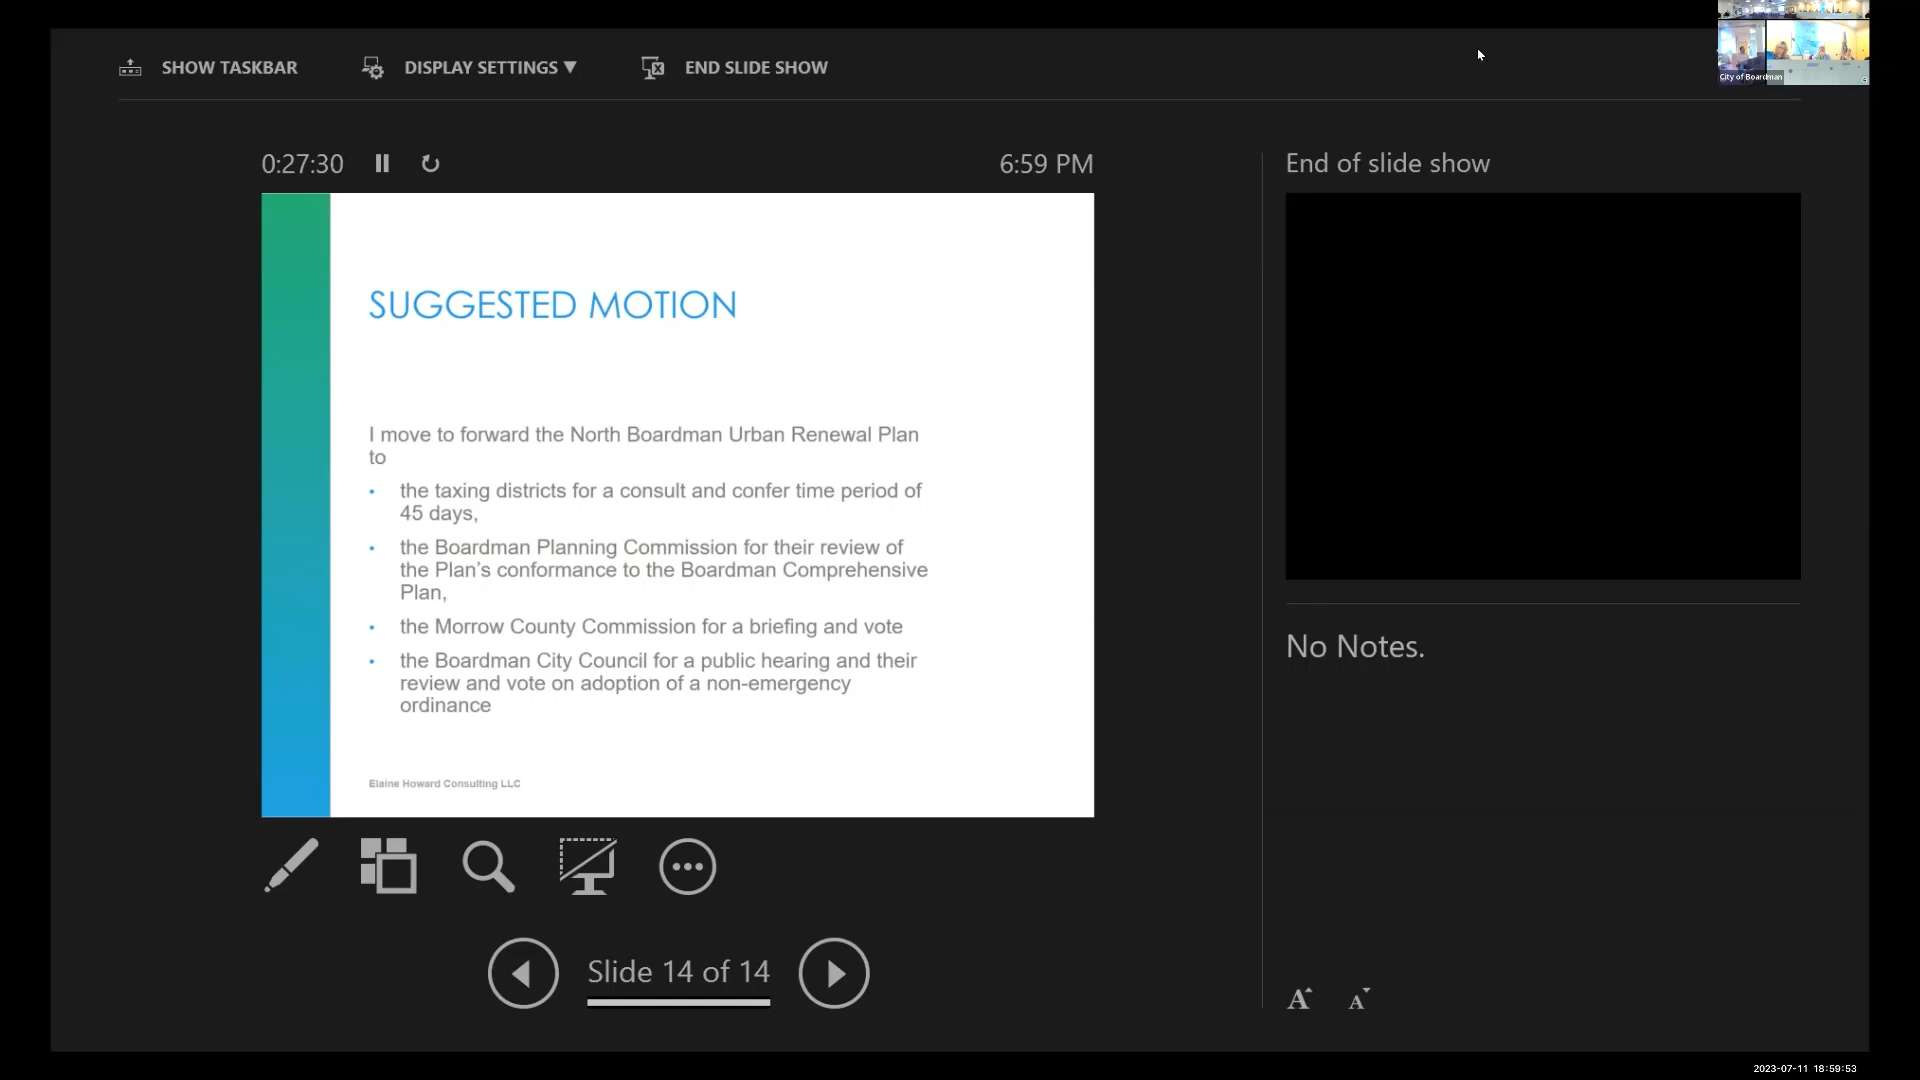 SHOW TASKBAR
DISPLAY SETTINGS ▼
END SLIDE SHOW
City of Boardman
0:27:30
6:59 PM
End of slide show
SUGGESTED MOTION
I move to forward the North Boardman Urban Renewal Plan
to
• the taxing districts for a consult and confer time period of
45 days,
• the Boardman Planning Commission for their review of
the Plan’s conformance to the Boardman Comprehensive
Plan,
• the Morrow County Commission for a briefing and vote
• the Boardman City Council for a public hearing and their
review and vote on adoption of a non-emergency
ordinance
Elaine Howard Consulting LLC
No Notes.
Slide 14 of 14
A A
2023-07-11 18:59:53